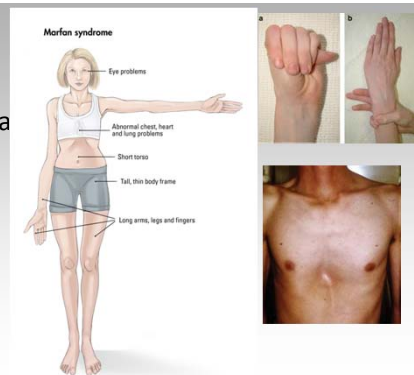 Marfan syndrome
a
b
Eye problems
a
Abnormal chest, heart
and lung problems
Short torso
Tall, thin body frame
Long arms, legs and fingers